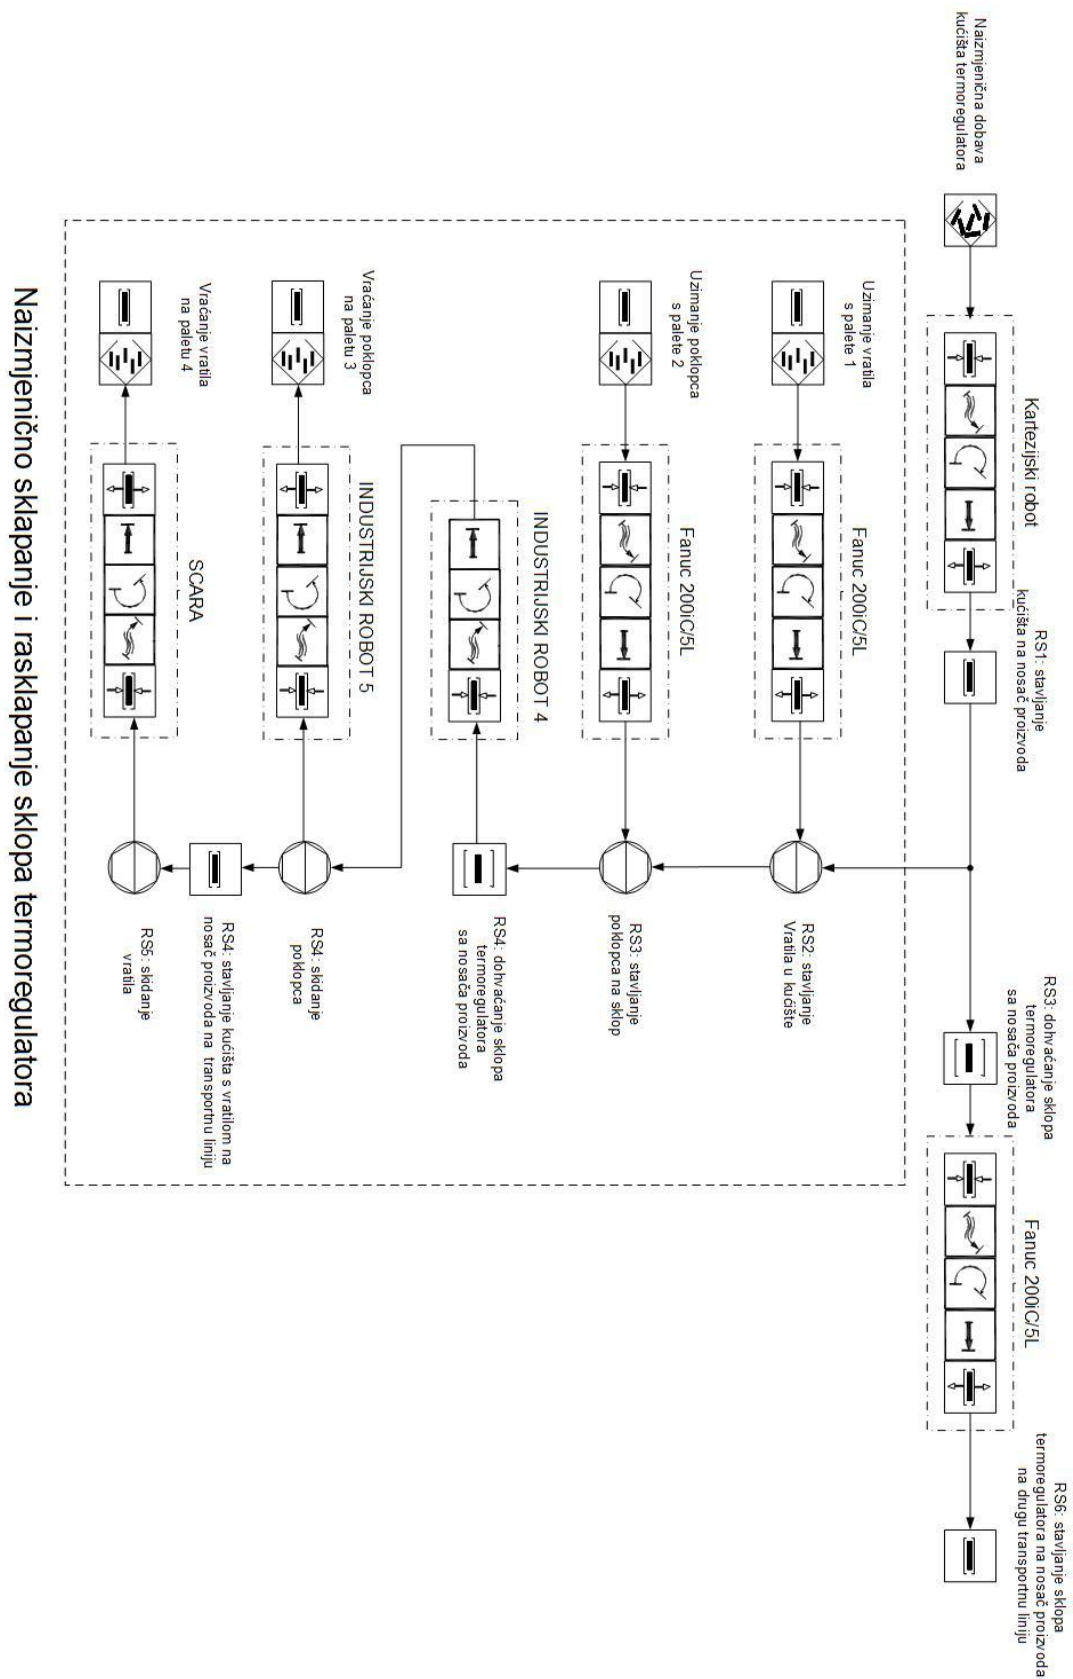 Naizmjenična dobava
kućišta termoregulatora
Kartezijski robot
RS1: stavljanje
kućišta na nosač proizvoda
RS3: dohvaćanje sklopa
termoregulatora
sa nosača proizvoda
Fanuc 200iC/5L
RS6: stavljanje sklopa
termoregulatora na nosač proizvoda
na drugu transportnu liniju
Uzimanje vratila
s palete 1
Fanuc 200iC/5L
RS2: stavljanje
Vratila u kućište
Uzimanje poklopca
s palete 2
Fanuc 200iC/5L
RS3: stavljanje
poklopca na sklop
INDUSTRIJSKI ROBOT 4
RS4: dohvaćanje sklopa
termoregulatora
sa nosača proizvoda
Vraćanje poklopca
na paletu 3
INDUSTRIJSKI ROBOT 5
RS4: skidanje
poklopca
RS4: stavljanje kućišta s vratilom na
nosač proizvoda na transportnu liniju
Vraćanje vratila
na paletu 4
SCARA
RS5: skidanje
vratila
Naizmjenično sklapanje i rasklapanje sklopa termoregulatora